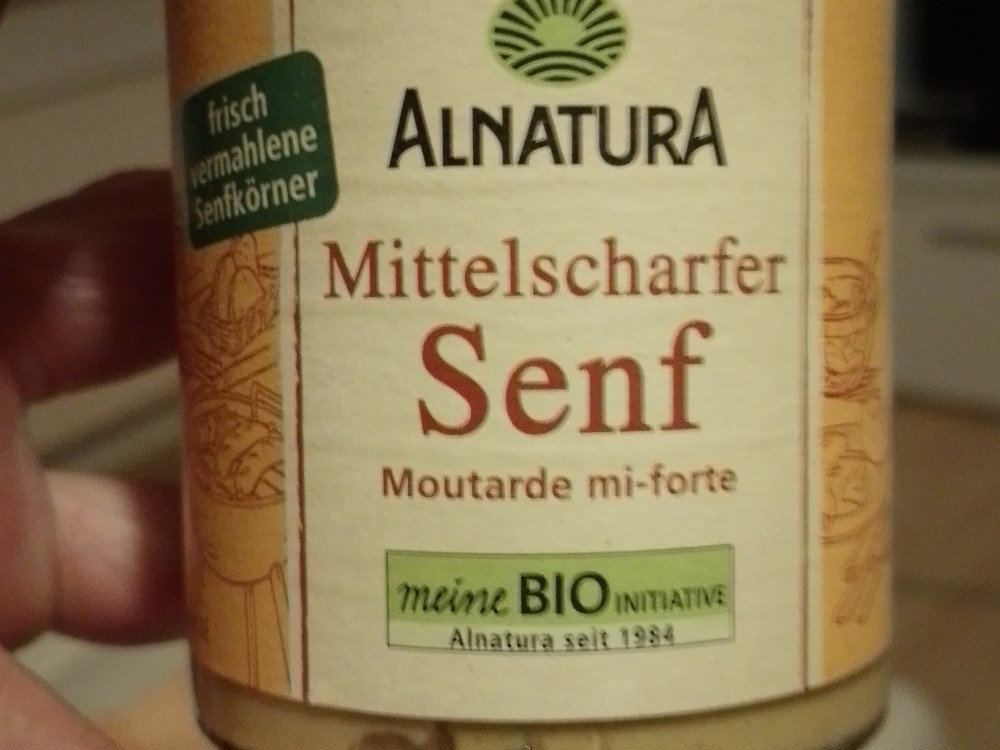 ALNATURA
frisch
vermahlene
Senfkörner
Mittelscharfer
Senf
Moutarde mi-forte
meine BIO INITIATIVE
Alnatura seit 1984